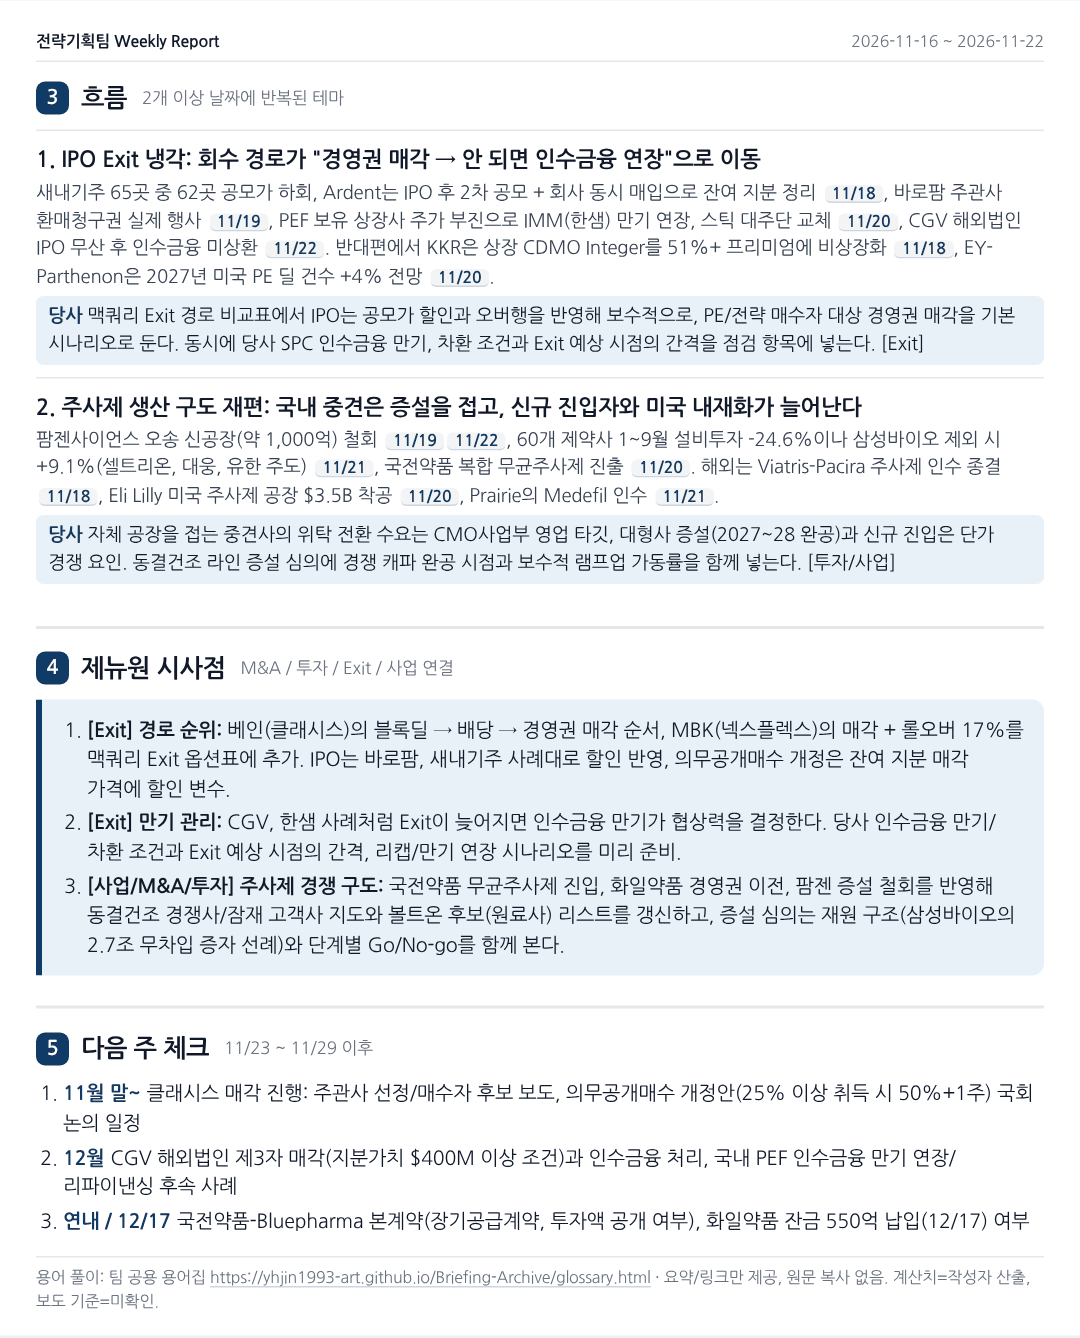 전략기획팀 Weekly Report
2026-11-16 ~ 2026-11-22
3 흐름 2개 이상 날짜에 반복된 테마
1. IPO Exit 냉각: 회수 경로가 "경영권 매각 → 안 되면 인수금융 연장"으로 이동
새내기주 65곳 중 62곳 공모가 하회, Ardent는 IPO 후 2차 공모 + 회사 동시 매입으로 잔여 지분 정리 11/18, 바로팜 주관사
환매청구권 실제 행사 11/19, PEF 보유 상장사 주가 부진으로 IMM(한샘) 만기 연장, 스틱 대주단 교체 11/20, CGV 해외법인
IPO 무산 후 인수금융 미상환 11/22. 반대편에서 KKR은 상장 CDMO Integer를 51%+ 프리미엄에 비상장화 11/18, EY-
Parthenon은 2027년 미국 PE 딜 건수 +4% 전망 11/20.
당사 맥쿼리 Exit 경로 비교표에서 IPO는 공모가 할인과 오버행을 반영해 보수적으로, PE/전략 매수자 대상 경영권 매각을 기본
시나리오로 둔다. 동시에 당사 SPC 인수금융 만기, 차환 조건과 Exit 예상 시점의 간격을 점검 항목에 넣는다. [Exit]
2. 주사제 생산 구도 재편: 국내 중견은 증설을 접고, 신규 진입자와 미국 내재화가 늘어난다
팜젠사이언스 오송 신공장(약 1,000억) 철회 11/19 11/22, 60개 제약사 1~9월 설비투자 -24.6%이나 삼성바이오 제외 시
+9.1%(셀트리온, 대웅, 유한 주도) 11/21, 국전약품 복합 무균주사제 진출 11/20. 해외는 Viatris-Pacira 주사제 인수 종결
11/18, Eli Lilly 미국 주사제 공장 $3.5B 착공 11/20, Prairie의 Medefil 인수 11/21.
당사 자체 공장을 접는 중견사의 위탁 전환 수요는 CMO사업부 영업 타깃, 대형사 증설(2027~28 완공)과 신규 진입은 단가
경쟁 요인. 동결건조 라인 증설 심의에 경쟁 캐파 완공 시점과 보수적 램프업 가동률을 함께 넣는다. [투자/사업]
4 제뉴원 시사점 M&A / 투자 / Exit / 사업 연결
1. [Exit] 경로 순위: 베인(클래시스)의 블록딜 → 배당 → 경영권 매각 순서, MBK(넥스플렉스)의 매각 + 롤오버 17%를
맥쿼리 Exit 옵션표에 추가. IPO는 바로팜, 새내기주 사례대로 할인 반영, 의무공개매수 개정은 잔여 지분 매각
가격에 할인 변수.
2. [Exit] 만기 관리: CGV, 한샘 사례처럼 Exit이 늦어지면 인수금융 만기가 협상력을 결정한다. 당사 인수금융 만기/
차환 조건과 Exit 예상 시점의 간격, 리캡/만기 연장 시나리오를 미리 준비.
3. [사업/M&A/투자] 주사제 경쟁 구도: 국전약품 무균주사제 진입, 화일약품 경영권 이전, 팜젠 증설 철회를 반영해
동결건조 경쟁사/잠재 고객사 지도와 볼트온 후보(원료사) 리스트를 갱신하고, 증설 심의는 재원 구조(삼성바이오의
2.7조 무차입 증자 선례)와 단계별 Go/No-go를 함께 본다.
5 다음 주 체크 11/23 ~ 11/29 이후
1. 11월 말~ 클래시스 매각 진행: 주관사 선정/매수자 후보 보도, 의무공개매수 개정안(25% 이상 취득 시 50%+1주) 국회
논의 일정
2. 12월 CGV 해외법인 제3자 매각(지분가치 $400M 이상 조건)과 인수금융 처리, 국내 PEF 인수금융 만기 연장/
리파이낸싱 후속 사례
3. 연내 / 12/17 국전약품-Bluepharma 본계약(장기공급계약, 투자액 공개 여부), 화일약품 잔금 550억 납입(12/17) 여부
용어 풀이: 팀 공용 용어집 https://yhjin1993-art.github.io/Briefing-Archive/glossary.html · 요약/링크만 제공, 원문 복사 없음. 계산치=작성자 산출,
보도 기준=미확인.